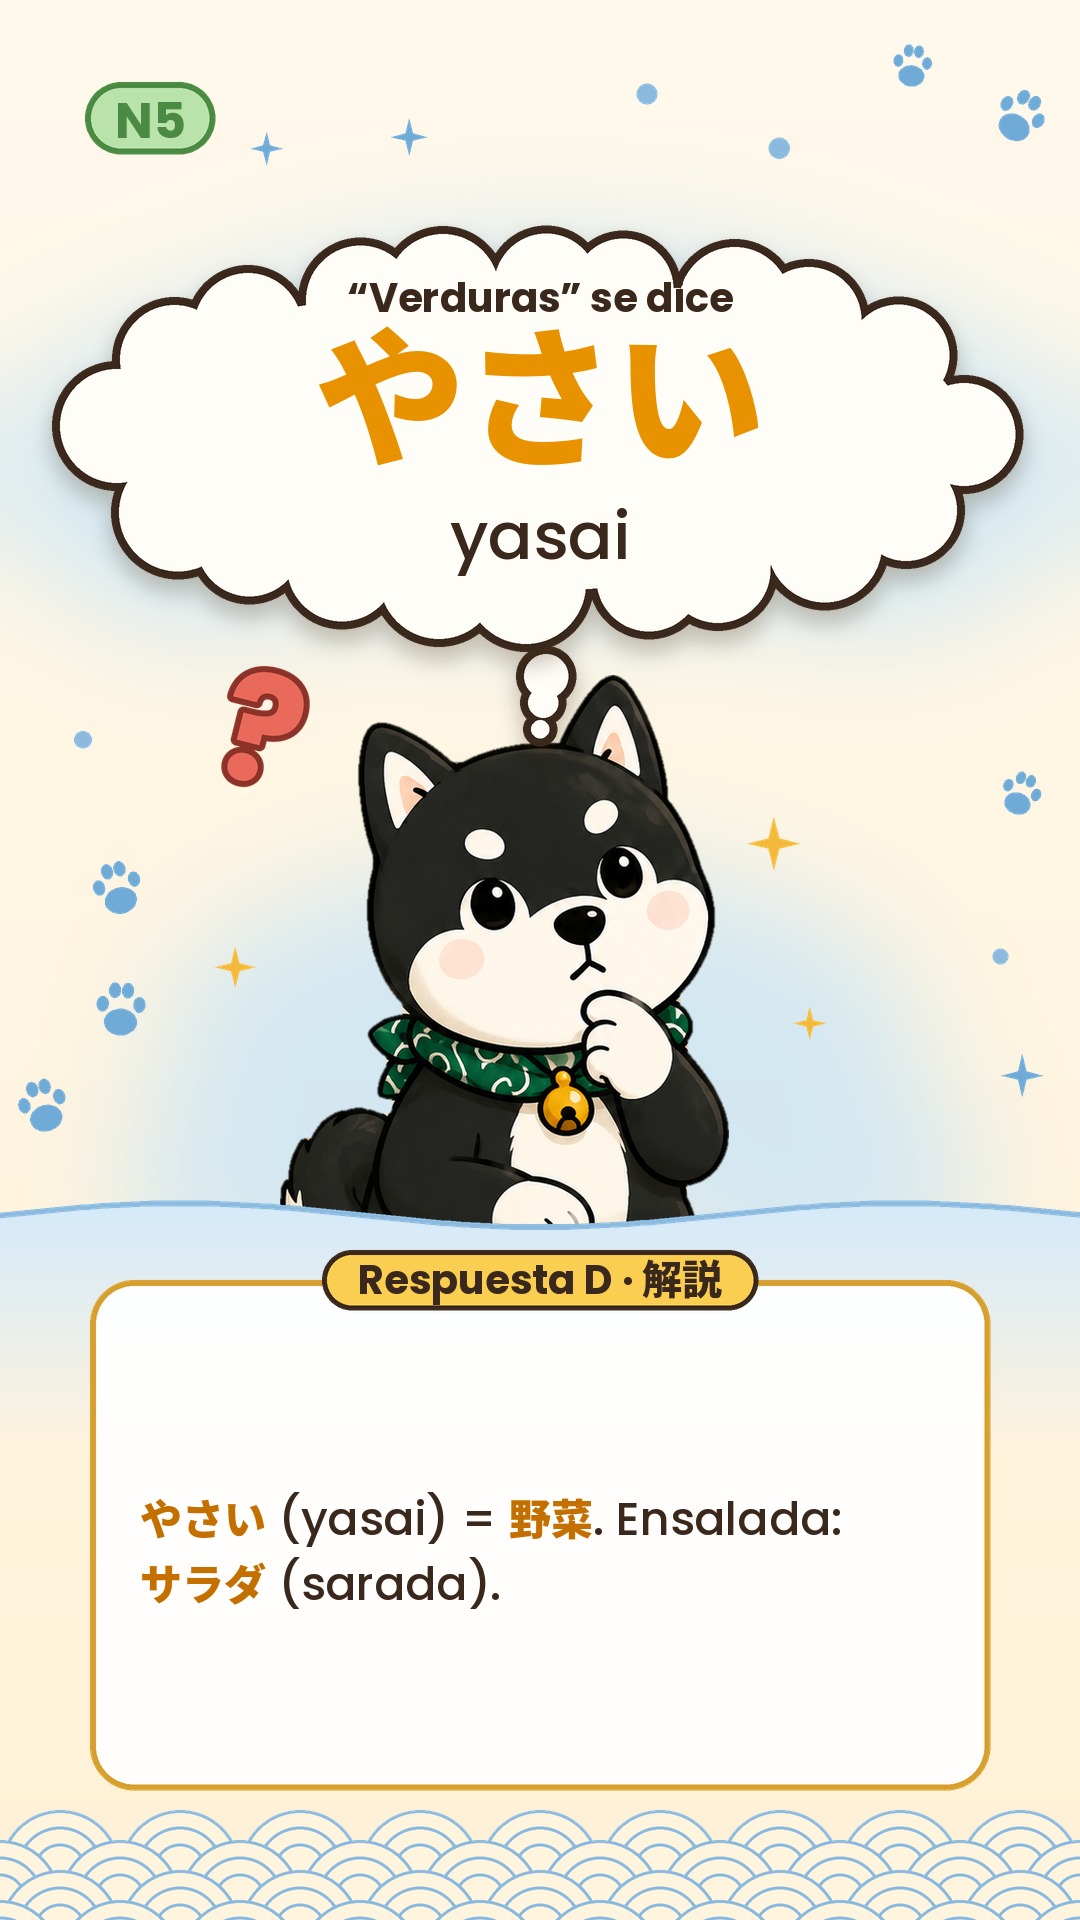 N5
“Verduras” se dice
やさい
yasai
?
Respuesta D · 解説
やさい (yasai) = 野菜. Ensalada:
サラダ (sarada).